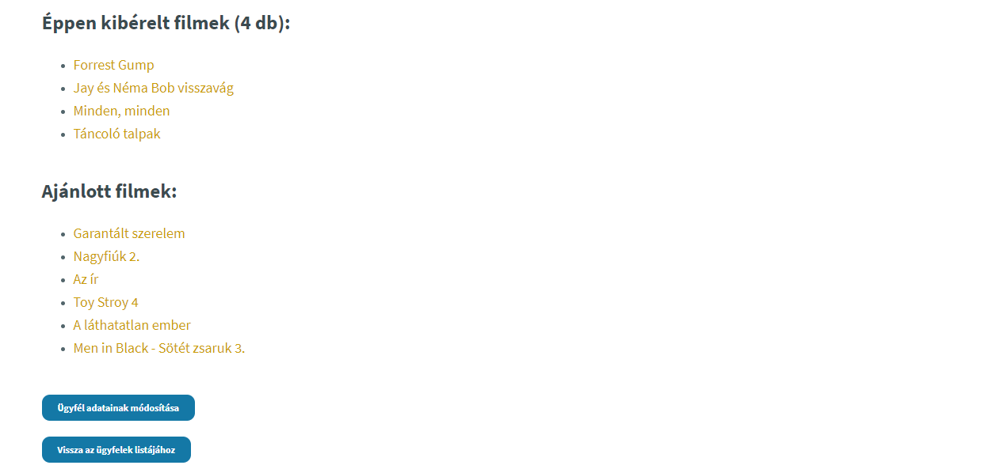 Éppen kibérelt filmek (4 db):
Forrest Gump
Jay és Néma Bob visszavág
Minden, minden
Táncoló talpak
Ajánlott filmek:
Garantált szerelem
Nagyfiúk 2.
Az ír
Toy Stroy 4
A láthatatlan ember
Men in Black - Sötét zsaruk 3.
Ügyfél adatainak módosítása
Vissza az ügyfelek listájához